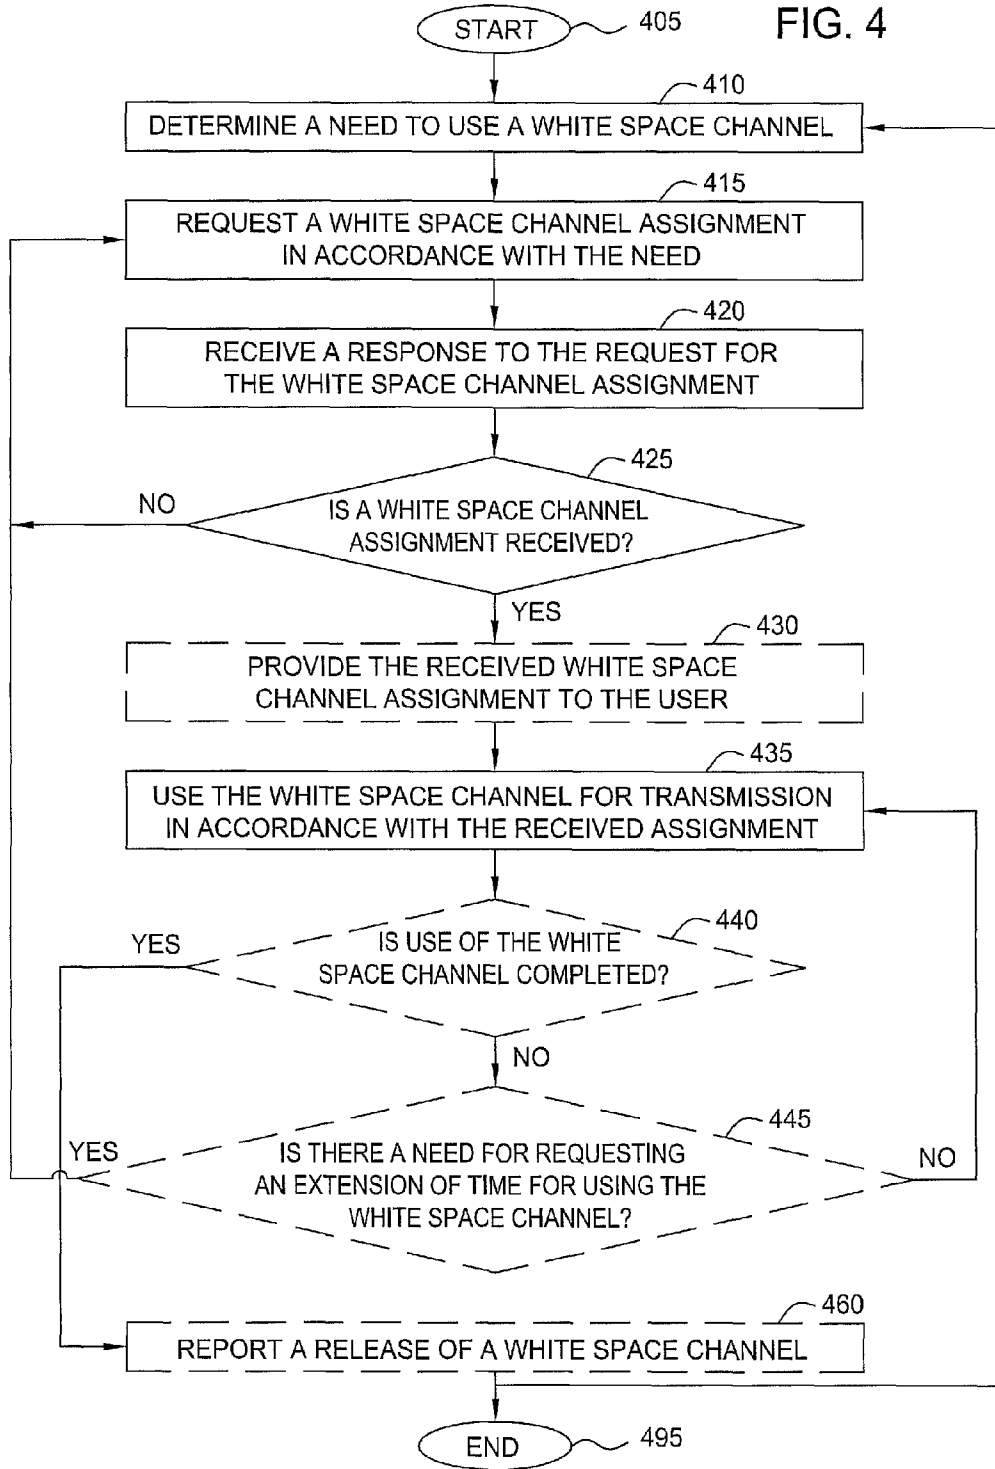 FIG. 4
START
405
410
DETERMINE A NEED TO USE A WHITE SPACE CHANNEL
415
REQUEST A WHITE SPACE CHANNEL ASSIGNMENT
IN ACCORDANCE WITH THE NEED
420
RECEIVE A RESPONSE TO THE REQUEST FOR
THE WHITE SPACE CHANNEL ASSIGNMENT
425
NO
IS A WHITE SPACE CHANNEL
ASSIGNMENT RECEIVED?
YES
430
PROVIDE THE RECEIVED WHITE SPACE
CHANNEL ASSIGNMENT TO THE USER
435
USE THE WHITE SPACE CHANNEL FOR TRANSMISSION
IN ACCORDANCE WITH THE RECEIVED ASSIGNMENT
440
YES
IS USE OF THE WHITE
SPACE CHANNEL COMPLETED?
NO
445
YES
IS THERE A NEED FOR REQUESTING
AN EXTENSION OF TIME FOR USING THE
WHITE SPACE CHANNEL?
NO
460
REPORT A RELEASE OF A WHITE SPACE CHANNEL
END
495